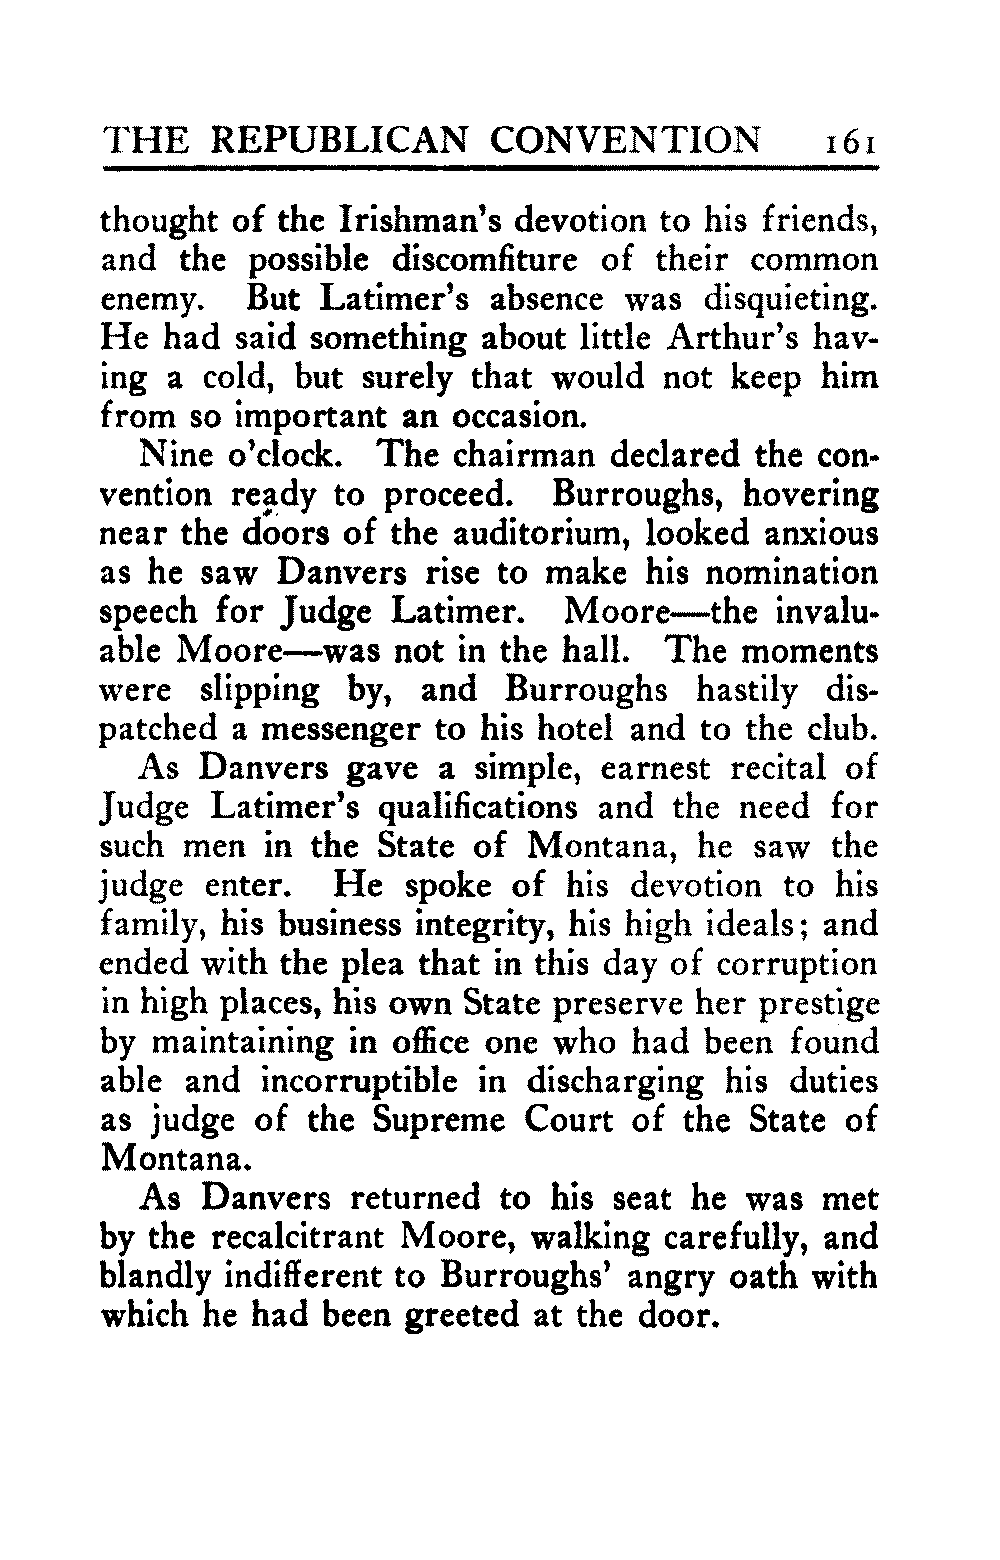 THE REPUBLICAN CONVENTION 161
thought of the Irishman's devotion to his friends,
and the possible discomfiture of their common
enemy. But Latimer's absence was disquieting.
He had said something about little Arthur's hav-
ing a cold, but surely that would not keep him
from so important an occasion.
Nine o'clock. The chairman declared the con-
vention ready to proceed. Burroughs, hovering
near the doors of the auditorium, looked anxious
as he saw Danvers rise to make his nomination
speech for Judge Latimer. Moore—the invalu-
able Moore—was not in the hall. The moments
were slipping by, and Burroughs hastily dis-
patched a messenger to his hotel and to the club.
As Danvers gave a simple, earnest recital of
Judge Latimer's qualifications and the need for
such men in the State of Montana, he saw the
judge enter. He spoke of his devotion to his
family, his business integrity, his high ideals; and
ended with the plea that in this day of corruption
in high places, his own State preserve her prestige
by maintaining in office one who had been found
able and incorruptible in discharging his duties
as judge of the Supreme Court of the State of
Montana.
As Danvers returned to his seat he was met
by the recalcitrant Moore, walking carefully, and
blandly indifferent to Burroughs' angry oath with
which he had been greeted at the door.